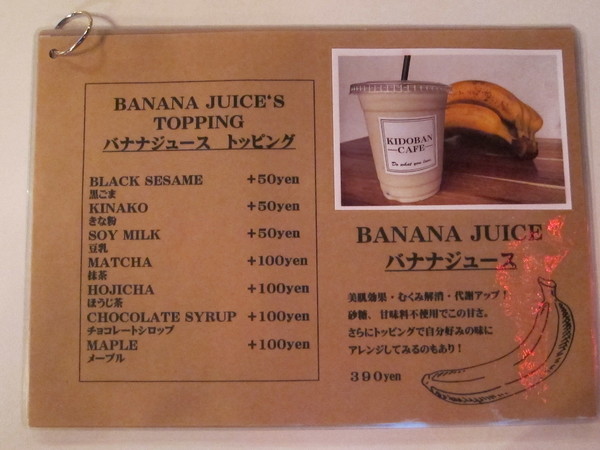 BANANA JUICE'S
TOPPING
バナナジュース トッピング
BLACK SESAME +50yen
黒ごま
KINAKO +50yen
きな粉
SOY MILK +50yen
豆乳
MATCHA +100yen
抹茶
HOJICHA +100yen
ほうじ茶
CHOCOLATE SYRUP +100yen
チョコレートシロップ
MAPLE +100yen
メープル
KIDOBAN
CAFE
Do what you love.
BANANA JUICE
バナナジュース
美肌効果・むくみ解消・代謝アップ!
砂糖、甘味料不使用でこの甘さ。
さらにトッピングで自分好みの味に
アレンジしてみるのもあり!
390yen